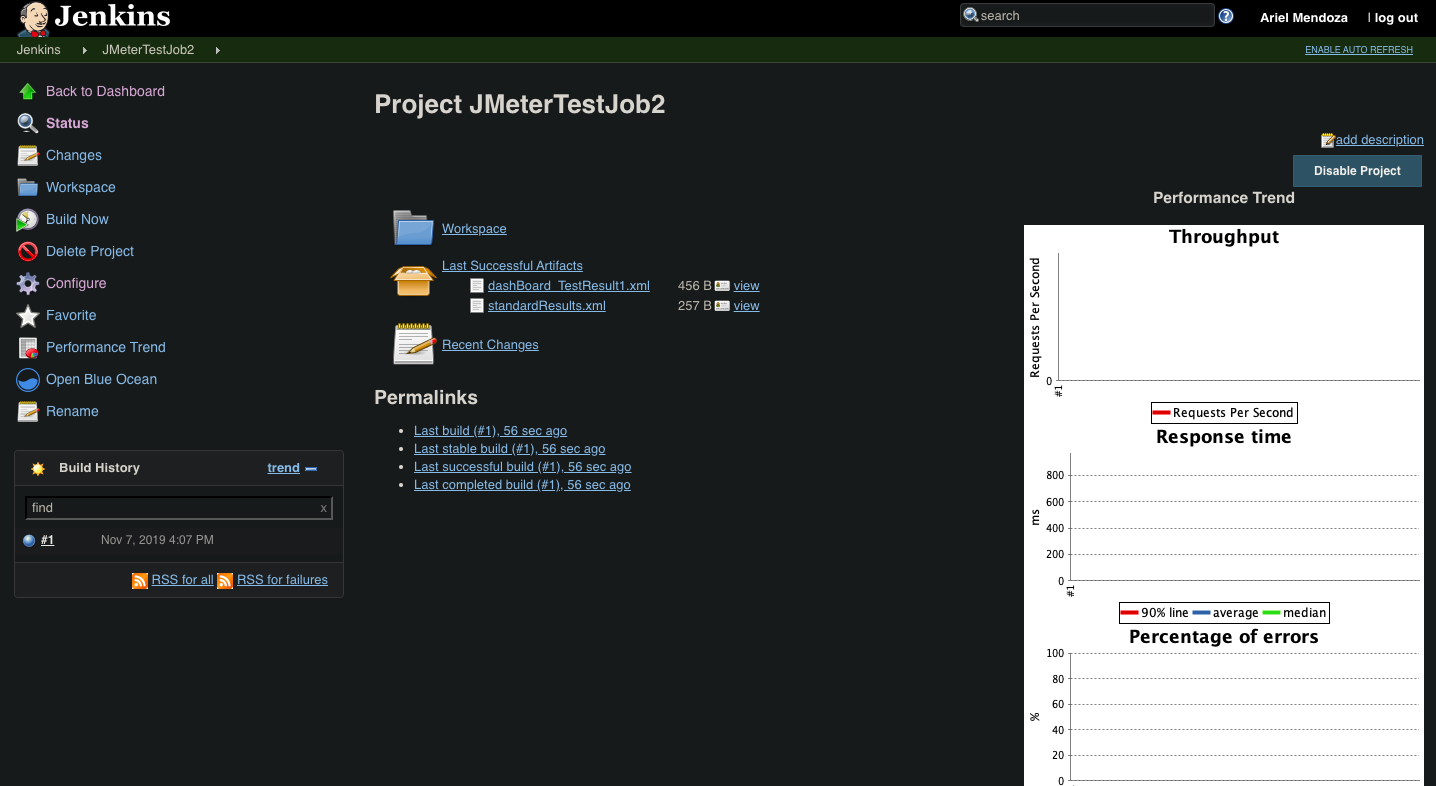 Jenkins
search
Ariel Mendoza
| log out
Jenkins
JMeterTestJob2
ENABLE AUTO REFRESH
Back to Dashboard
Status
Changes
Workspace
Build Now
Delete Project
Configure
Favorite
Performance Trend
Open Blue Ocean
Rename
Build History
trend
find
x
#1
Nov 7, 2019 4:07 PM
RSS for all
RSS for failures
Project JMeterTestJob2
add description
Disable Project
Workspace
Last Successful Artifacts
dashBoard_TestResult1.xml 456 B view
standardResults.xml 257 B view
Recent Changes
Permalinks
Last build (#1), 56 sec ago
Last stable build (#1), 56 sec ago
Last successful build (#1), 56 sec ago
Last completed build (#1), 56 sec ago
Performance Trend
Throughput
Requests Per Second
0
#1
Requests Per Second
Response time
ms
800
600
400
200
0
#1
90% line average median
Percentage of errors
%
100
80
60
40
20
0